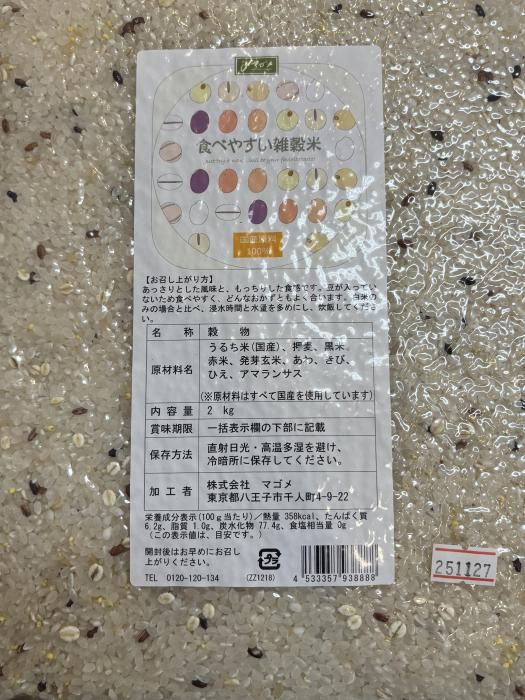 食べやすい雑穀米
国産原料
100%
【お召し上がり方】
あっさりとした風味と、もっちりした食感です。豆が入ってい
ないため食べやすく、どんなおかずともよく合います。白米の
みの場合と比べ、浸水時間と水量を多めにし、炊飯してくださ
い。
名 称 穀 物
原材料名 うるち米(国産)、押麦、黒米、
赤米、発芽玄米、あわ、きび、
ひえ、アマランサス
(※原材料はすべて国産を使用しています)
内 容 量 2 kg
賞味期限 一括表示欄の下部に記載
保存方法 直射日光・高温多湿を避け、
冷暗所に保存してください。
加 工 者 株式会社 マゴメ
東京都八王子市千人町4-9-22
栄養成分表示(100g当たり)/熱量 358kcal、たんぱく質
6.2g、脂質 1.0g、炭水化物 77.4g、食塩相当量 0g
(この表示値は、目安です。)
開封後はお早めにお召し
上がりください。
プラ
TEL 0120-120-134 (ZZ1218) 4 533357 938888
251127